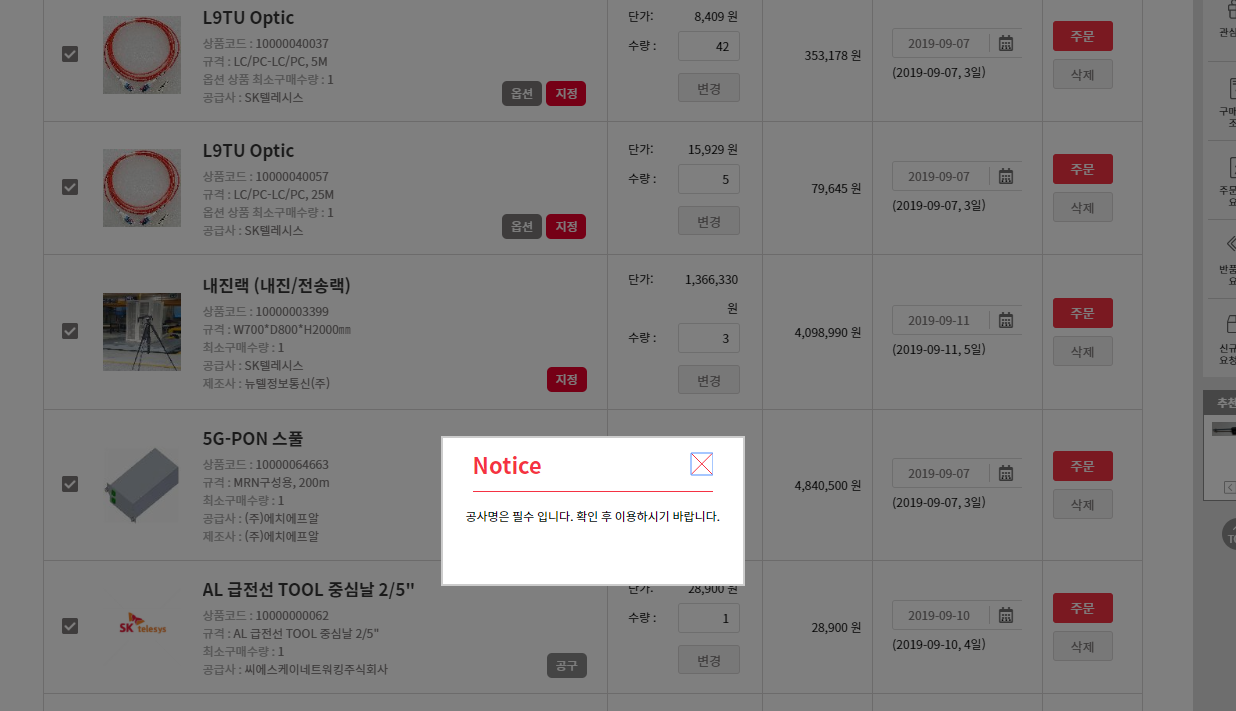 L9TU Optic
상품코드 : 10000040037
규격 : LC/PC-LC/PC, 5M
옵션 상품 최소구매수량 : 1
공급사 : SK텔레시스
옵션
지정
단가: 8,409 원
수량 : 42
변경
353,178 원
2019-09-07
(2019-09-07, 3일)
주문
삭제
L9TU Optic
상품코드 : 10000040057
규격 : LC/PC-LC/PC, 25M
옵션 상품 최소구매수량 : 1
공급사 : SK텔레시스
옵션
지정
단가: 15,929 원
수량 : 5
변경
79,645 원
2019-09-07
(2019-09-07, 3일)
주문
삭제
내진랙 (내진/전송랙)
상품코드 : 10000003399
규격 : W700*D800*H2000㎜
최소구매수량 : 1
공급사 : SK텔레시스
제조사 : 뉴텔정보통신(주)
지정
단가: 1,366,330
원
수량 : 3
변경
4,098,990 원
2019-09-11
(2019-09-11, 5일)
주문
삭제
5G-PON 스풀
상품코드 : 10000064663
규격 : MRN구성용, 200m
최소구매수량 : 1
공급사 : (주)에치에프알
제조사 : (주)에치에프알
4,840,500 원
2019-09-07
(2019-09-07, 3일)
주문
삭제
Notice
공사명은 필수 입니다. 확인 후 이용하시기 바랍니다.
SK telesys
AL 급전선 TOOL 중심날 2/5"
상품코드 : 10000000062
규격 : AL 급전선 TOOL 중심날 2/5"
최소구매수량 : 1
공급사 : 씨에스케이네트워킹주식회사
공구
단가: 28,900 원
수량 : 1
변경
28,900 원
2019-09-10
(2019-09-10, 4일)
주문
삭제
관심
구매
조
주문
요
반품
요
신규
요청
추천